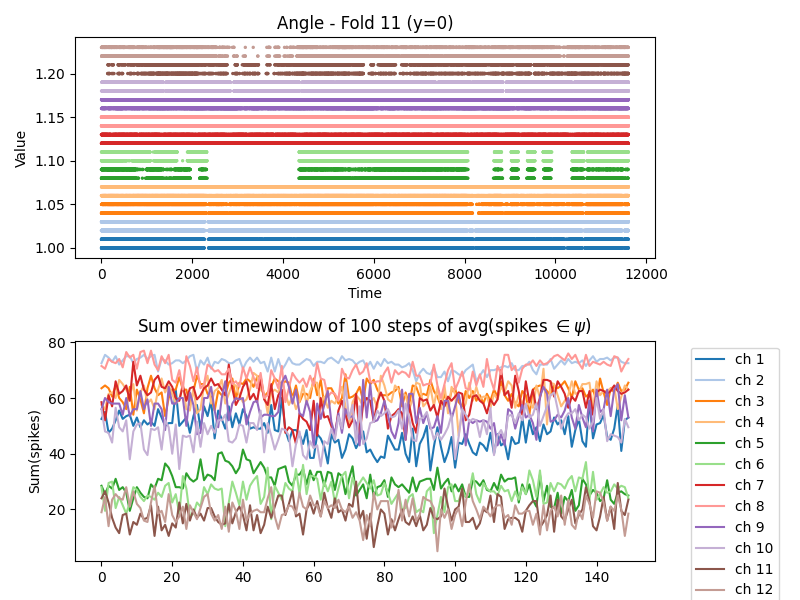 Angle - Fold 11 (y=0)
Value
1.20
1.15
1.10
1.05
1.00
0 2000 4000 6000 8000 10000 12000
Time
Sum over timewindow of 100 steps of avg(spikes ∈ ψ)
Sum(spikes)
80
60
40
20
0 20 40 60 80 100 120 140
ch 1
ch 2
ch 3
ch 4
ch 5
ch 6
ch 7
ch 8
ch 9
ch 10
ch 11
ch 12